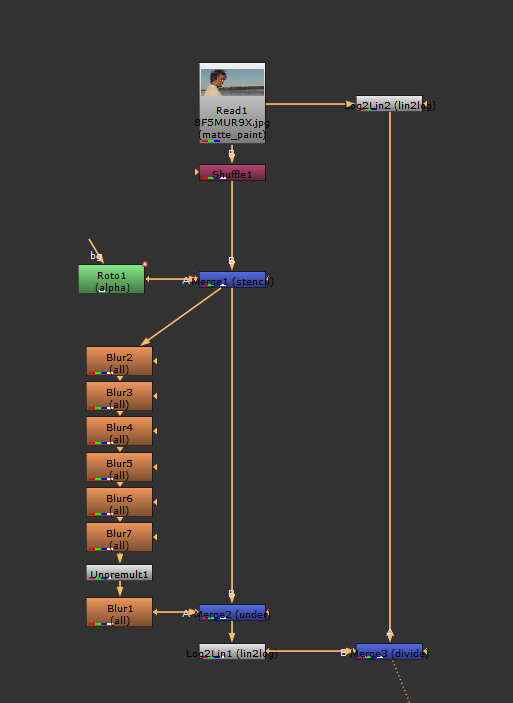 Read1
8F5MUR9X.jpg
(matte_paint)
Log2Lin2 (lin2log)
B
Shuffle1
bg
B
Roto1
(alpha)
A
Merge1 (stencil)
Blur2
(all)
Blur3
(all)
Blur4
(all)
Blur5
(all)
Blur6
(all)
Blur7
(all)
Unpremult1
Blur1
(all)
B
A
Merge2 (under)
A
Log2Lin1 (lin2log)
B
Merge3 (divide)